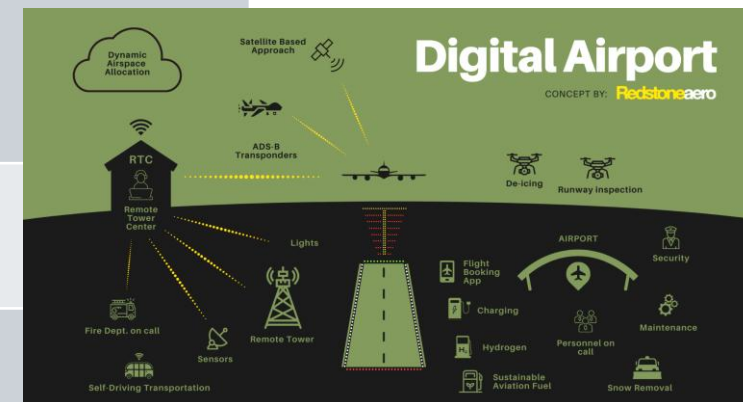 Digital Airport
CONCEPT BY: Redstoneaero
Dynamic
Airspace
Allocation
Satellite Based
Approach
ADS-B
Transponders
RTC
Remote
Tower
Center
De-icing
Runway inspection
Lights
Fire Dept. on call
Sensors
Remote Tower
Self-Driving Transportation
Flight
Booking
App
Charging
H₂
Hydrogen
Sustainable
Aviation Fuel
AIRPORT
Security
Personnel on
call
Maintenance
Snow Removal